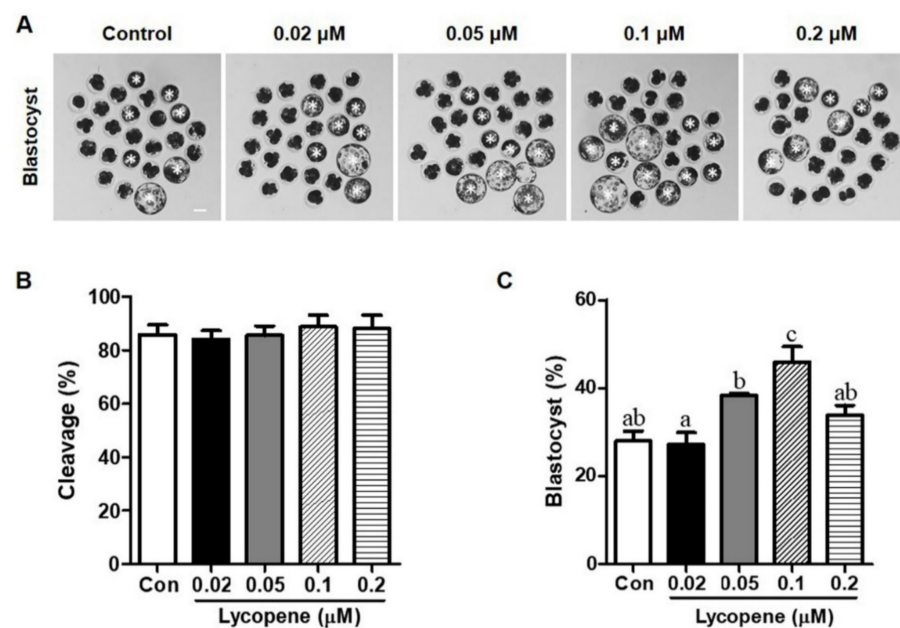 A
Control 0.02 μM 0.05 μM 0.1 μM 0.2 μM
Blastocyst
* * * * * * *
* * * * * * *
* * * * * * * *
* * * * * * * * * * *
* * * * * * *
B
Cleavage (%)
100
80
60
40
20
0
Con 0.02 0.05 0.1 0.2
Lycopene (μM)
C
Blastocyst (%)
60
40
20
0
ab a b c ab
Con 0.02 0.05 0.1 0.2
Lycopene (μM)